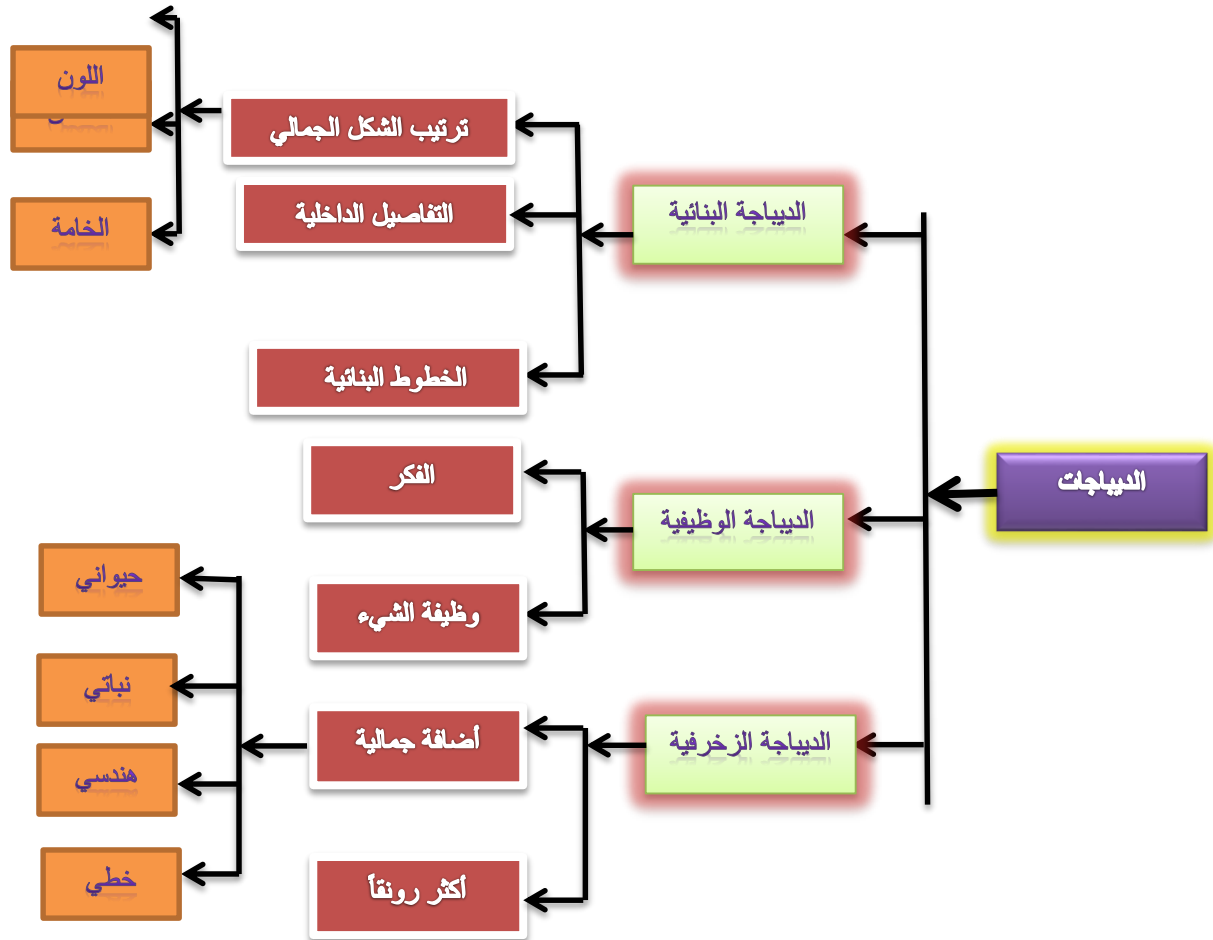 الديباجات
الديباجة البنائية
ترتيب الشكل الجمالي
اللون
الخامة
التفاصيل الداخلية
الخطوط البنائية
الديباجة الوظيفية
الفكر
وظيفة الشيء
الديباجة الزخرفية
أضافة جمالية
حيواني
نباتي
هندسي
خطي
أكثر رونقاً